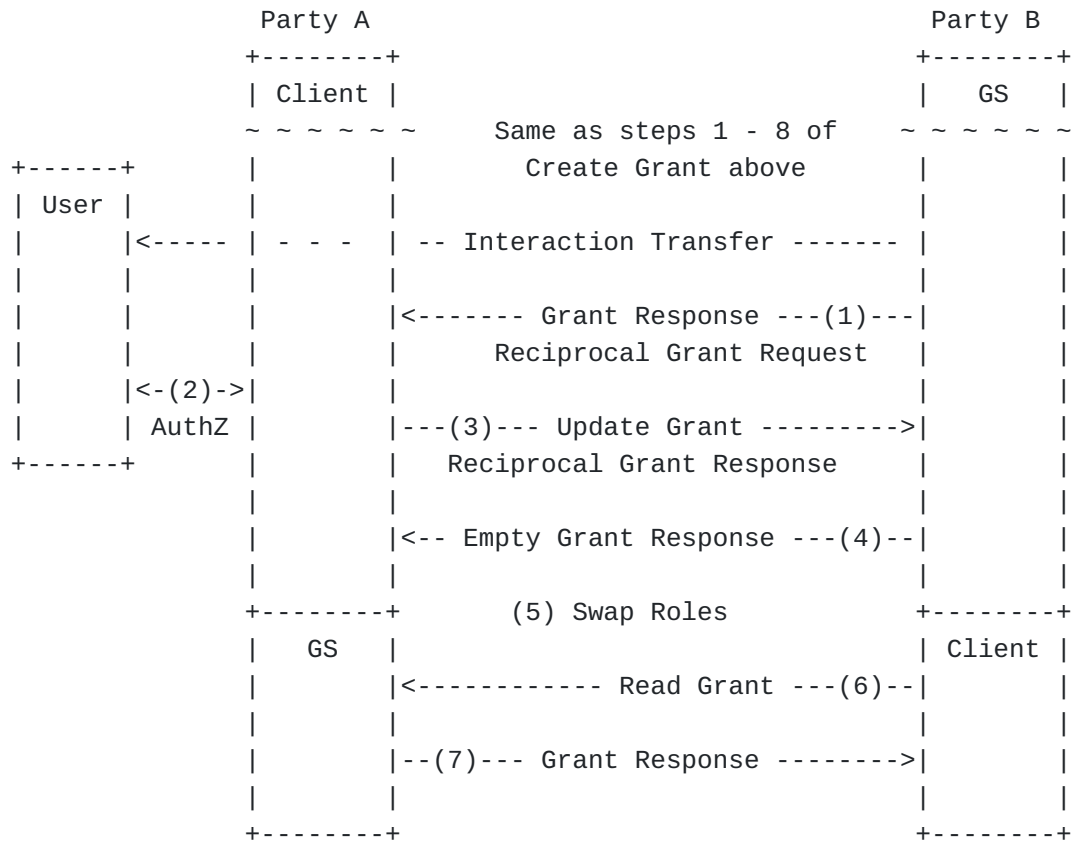 Party A                                    Party B
               +--------+                                 +--------+
               | Client |                                 |   GS   |
               ~ ~ ~ ~ ~ ~     Same as steps 1 - 8 of    ~ ~ ~ ~ ~ ~
+------+       |        |        Create Grant above       |        |
| User |       |        |                                 |        |
|      |<----- | - - -  | -- Interaction Transfer ------- |        |
|      |       |        |                                 |        |
|      |       |        |<------- Grant Response ---(1)---|        |
|      |       |        |      Reciprocal Grant Request   |        |
|      |<-(2)->|        |                                 |        |
|      | AuthZ |        |---(3)--- Update Grant --------->|        |
+------+       |        |   Reciprocal Grant Response     |        |
               |        |                                 |        |
               |        |<-- Empty Grant Response ---(4)--|        |
               |        |                                 |        |
               +--------+       (5) Swap Roles            +--------+
               |   GS   |                                 | Client |
               |        |<------------ Read Grant ---(6)--|        |
               |        |                                 |        |
               |        |--(7)--- Grant Response -------->|        |
               |        |                                 |        |
               +--------+                                 +--------+